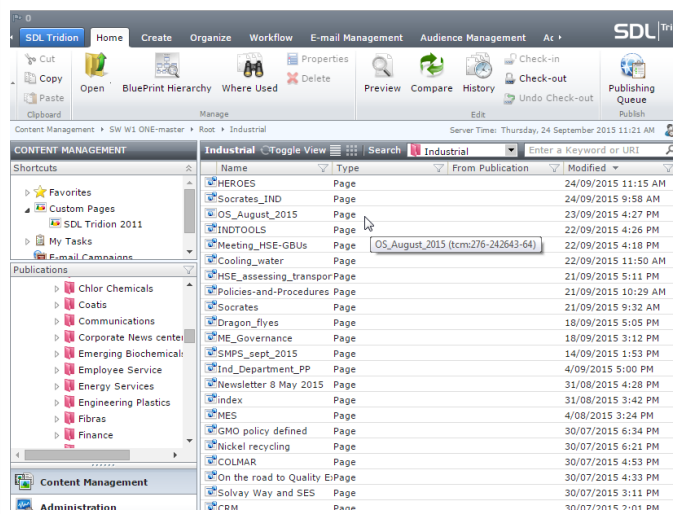 0
SDL Tridion Home Create Organize Workflow E-mail Management Audience Management Ac SDL Tri
Cut Properties Check-in
Copy Delete Check-out
Paste Undo Check-out
Open BluePrint Hierarchy Where Used Preview Compare History Publishing Queue
Clipboard Manage Edit Publish
Content Management SW W1 ONE-master Root Industrial Server Time: Thursday, 24 September 2015 11:21 AM
CONTENT MANAGEMENT
Shortcuts
Favorites
Custom Pages
SDL Tridion 2011
My Tasks
E-mail Campaigns
Publications
Chlor Chemicals
Coatis
Communications
Corporate News center
Emerging Biochemicals
Employee Service
Energy Services
Engineering Plastics
Fibras
Finance
Content Management
Administration
Industrial Toggle View Search Industrial Enter a Keyword or URI
Name Type From Publication Modified
HEROES Page 24/09/2015 11:15 AM
Socrates_IND Page 24/09/2015 9:58 AM
OS_August_2015 Page 23/09/2015 4:27 PM
INDTOOLS Page 22/09/2015 4:26 PM
Meeting_HSE-GBUs Page 22/09/2015 4:18 PM
OS_August_2015 (tcm:276-242643-64)
Cooling_water Page 22/09/2015 11:50 AM
HSE_assessing_transpor Page 21/09/2015 5:11 PM
Policies-and-Procedures Page 21/09/2015 10:29 AM
Socrates Page 21/09/2015 9:32 AM
Dragon_flyes Page 18/09/2015 5:05 PM
ME_Governance Page 18/09/2015 3:12 PM
SMPS_sept_2015 Page 14/09/2015 1:53 PM
Ind_Department_PP Page 4/09/2015 5:00 PM
Newsletter 8 May 2015 Page 31/08/2015 4:28 PM
index Page 31/08/2015 3:42 PM
MES Page 4/08/2015 3:24 PM
GMO policy defined Page 30/07/2015 6:34 PM
Nickel recycling Page 30/07/2015 6:21 PM
COLMAR Page 30/07/2015 4:53 PM
On the road to Quality Ex Page 30/07/2015 4:33 PM
Solvay Way and SES Page 30/07/2015 3:11 PM
CRM Page 30/07/2015 2:01 PM